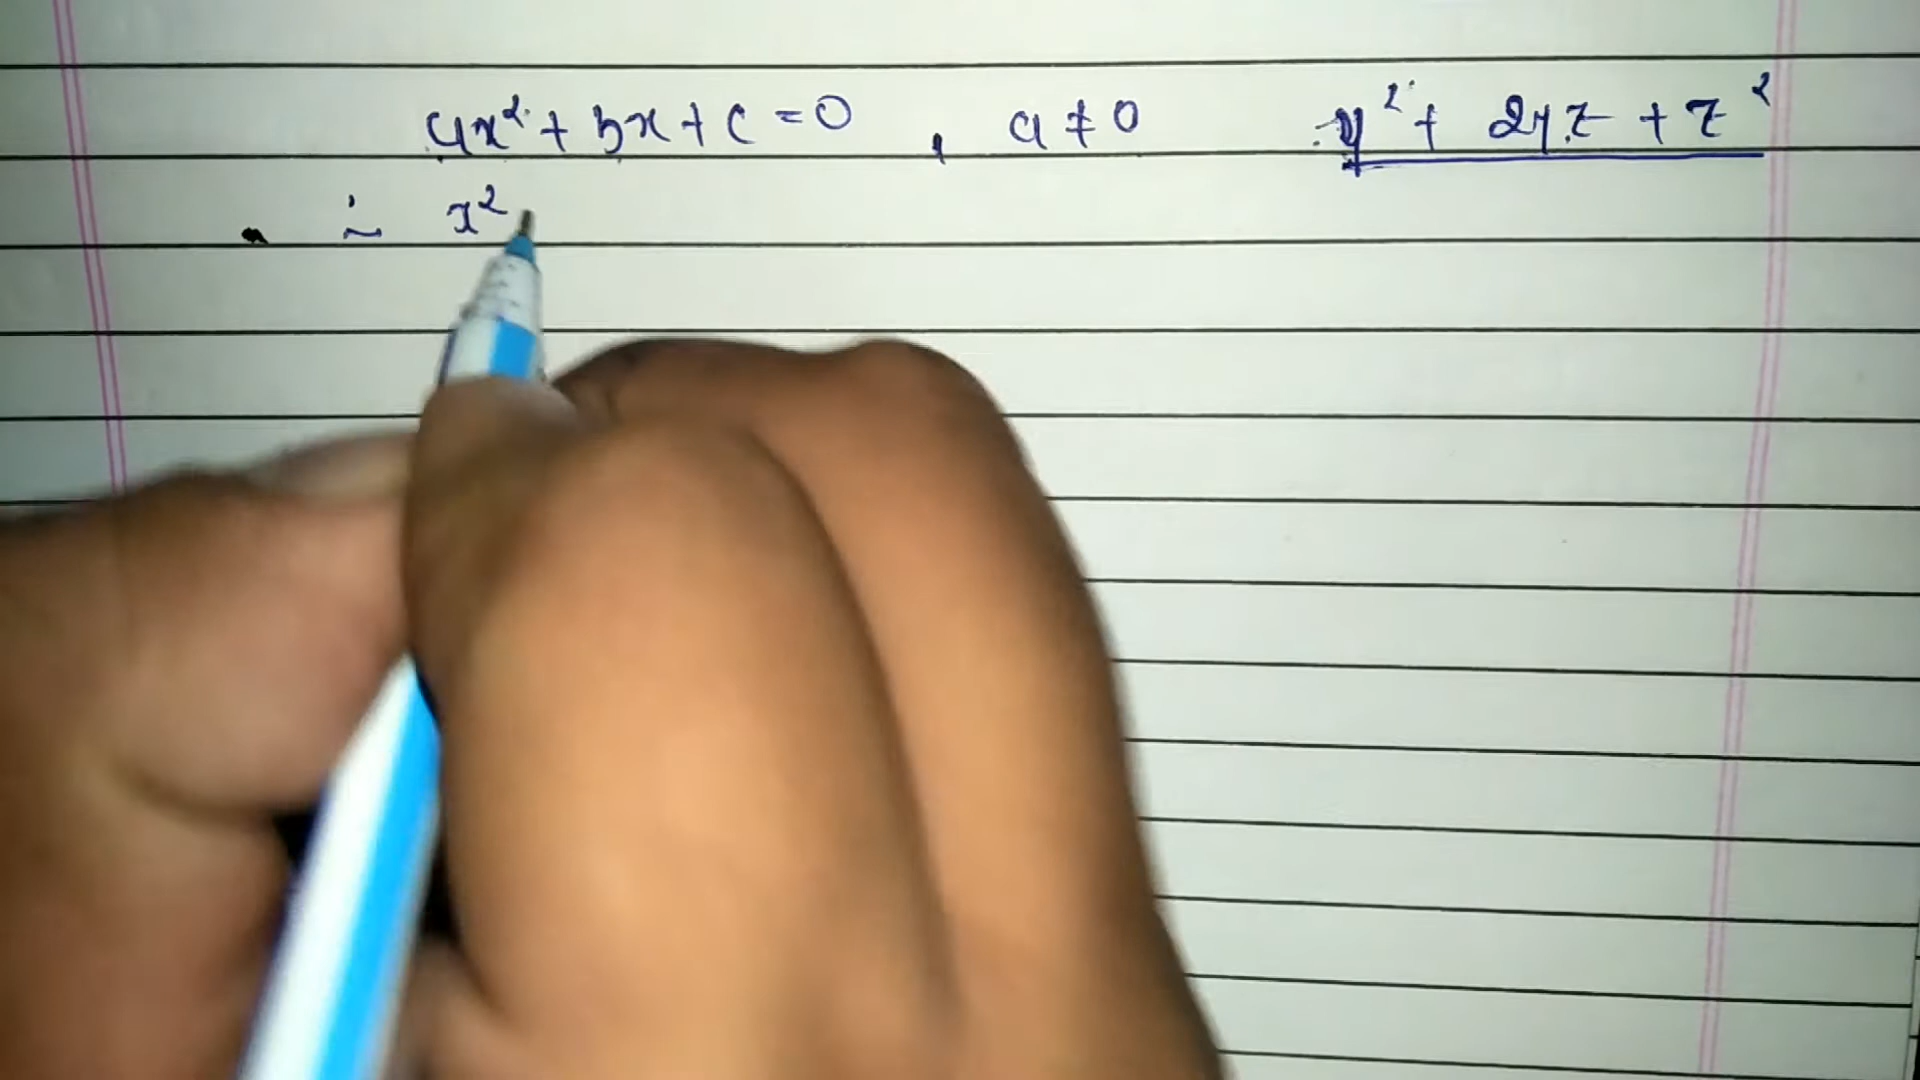 ax² + bx + c = 0 , a ≠ 0 y² + 2yz + z²
∼ x²